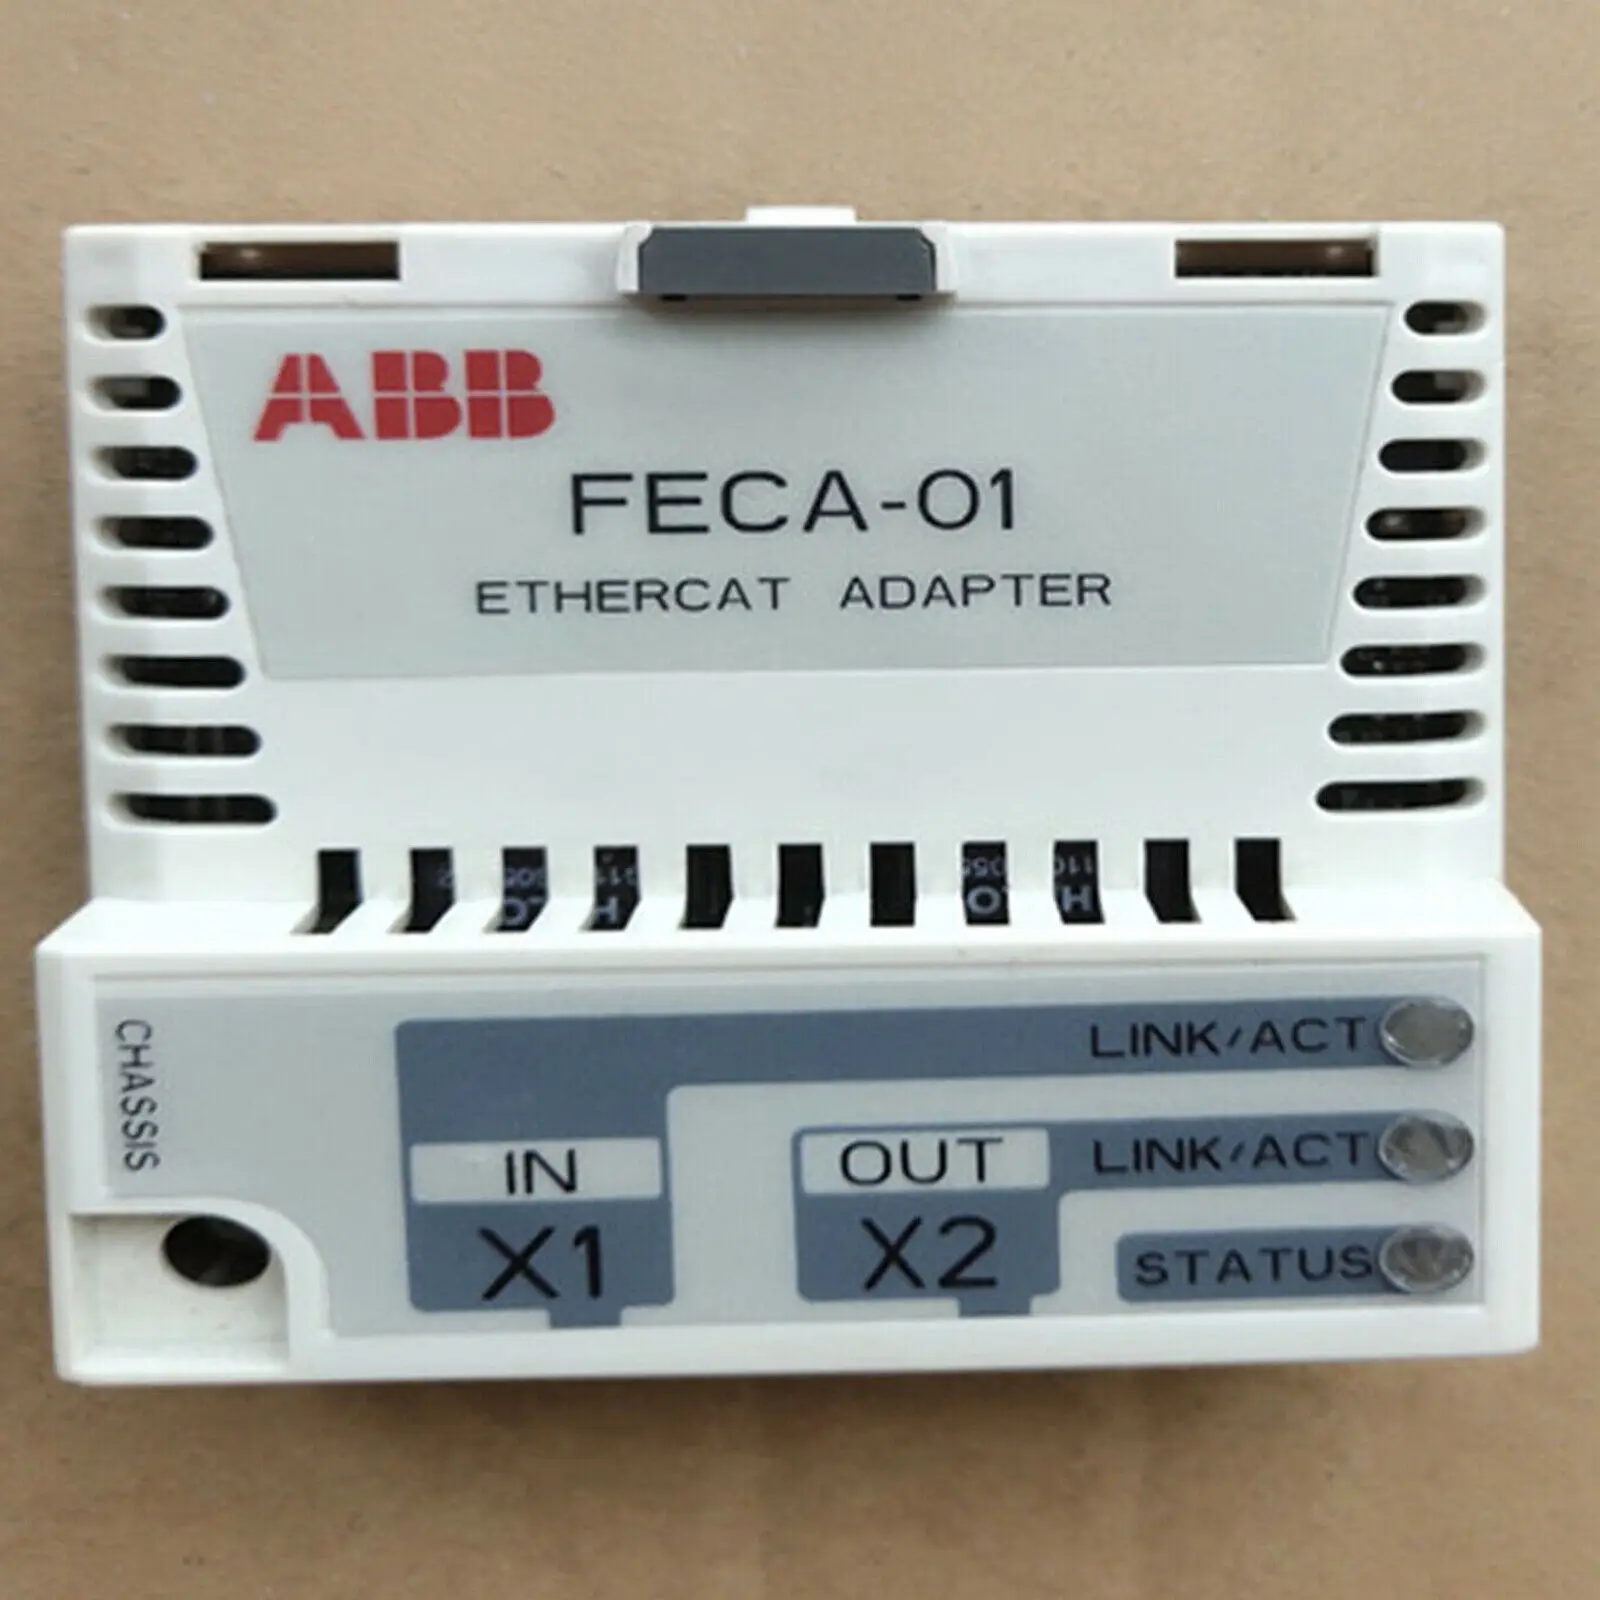 ABB
FECA-01
ETHERCAT ADAPTER
CHASSIS
LINK/ACT
IN
X1
OUT
X2
LINK/ACT
STATUS